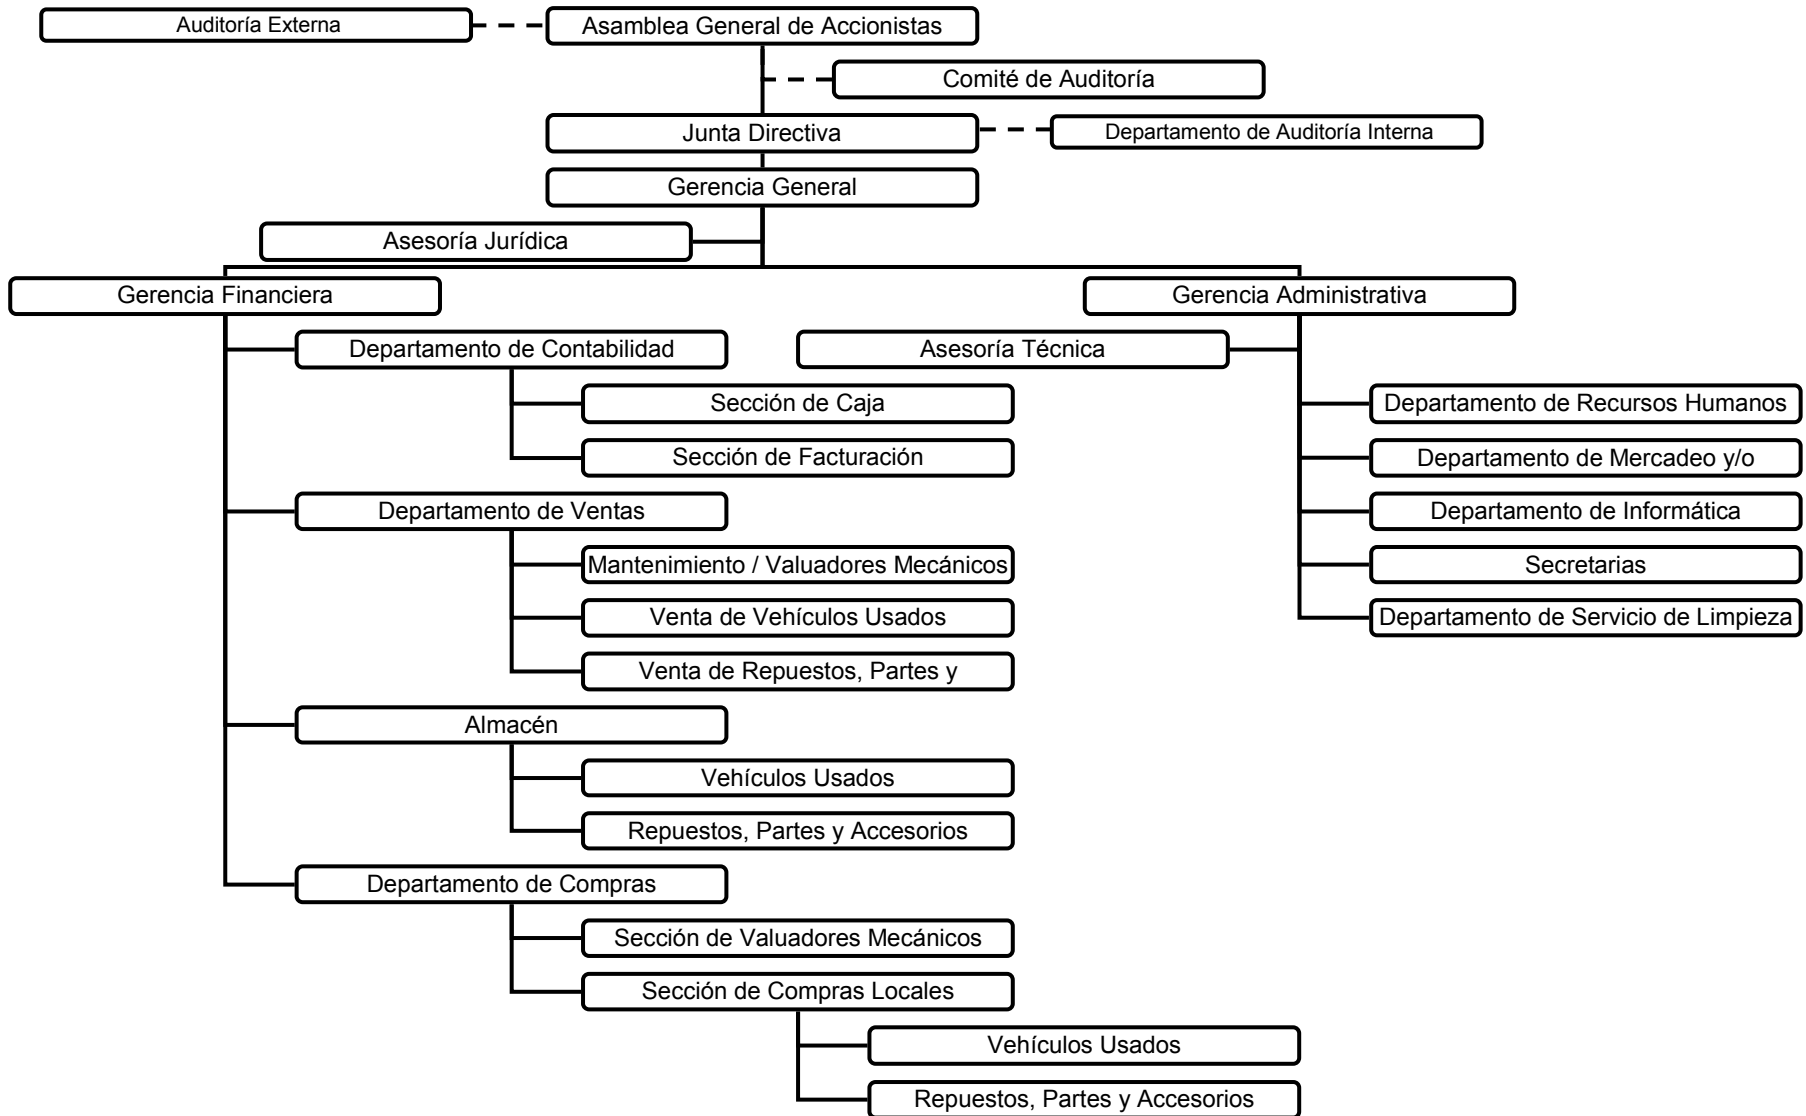 Auditoría Externa
Asamblea General de Accionistas
Comité de Auditoría
Junta Directiva
Departamento de Auditoría Interna
Gerencia General
Asesoría Jurídica
Gerencia Financiera
Gerencia Administrativa
Departamento de Contabilidad
Asesoría Técnica
Sección de Caja
Departamento de Recursos Humanos
Sección de Facturación
Departamento de Mercadeo y/o
Departamento de Ventas
Departamento de Informática
Mantenimiento / Valuadores Mecánicos
Secretarias
Venta de Vehículos Usados
Departamento de Servicio de Limpieza
Venta de Repuestos, Partes y
Almacén
Vehículos Usados
Repuestos, Partes y Accesorios
Departamento de Compras
Sección de Valuadores Mecánicos
Sección de Compras Locales
Vehículos Usados
Repuestos, Partes y Accesorios